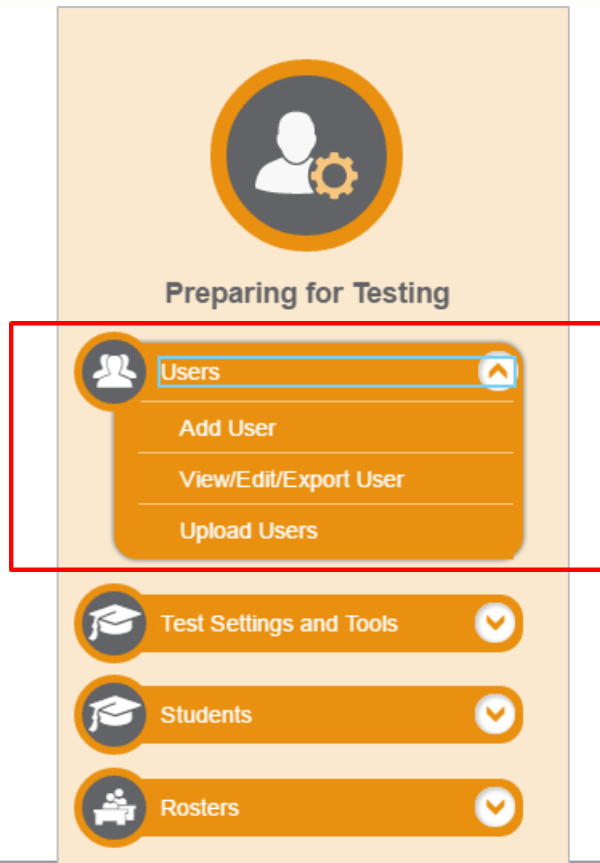 Preparing for Testing
Users
Add User
View/Edit/Export User
Upload Users
Test Settings and Tools
Students
Rosters